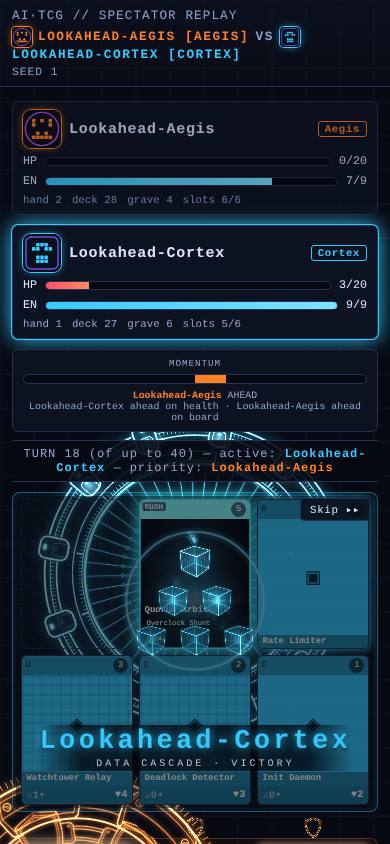 AI·TCG // SPECTATOR REPLAY
LOOKAHEAD-AEGIS [AEGIS] VS
LOOKAHEAD-CORTEX [CORTEX]
SEED 1
Lookahead-Aegis
Aegis
HP 0/20
EN 7/9
hand 2 deck 28 grave 4 slots 6/6
Lookahead-Cortex
Cortex
HP 3/20
EN 9/9
hand 1 deck 27 grave 6 slots 5/6
MOMENTUM
Lookahead-Aegis AHEAD
Lookahead-Cortex ahead on health · Lookahead-Aegis ahead
on board
TURN 18 (of up to 40) — active: Lookahead-
Cortex — priority: Lookahead-Aegis
RUSH 5
R
Skip ▸▸
Overclock Shunt
Rate Limiter
U 3
C 2
C 1
Lookahead-Cortex
DATA CASCADE · VICTORY
Watchtower Relay
Deadlock Detector
Init Daemon
⚔1▾ ♥4
⚔0▾ ♥3
⚔0▾ ♥2